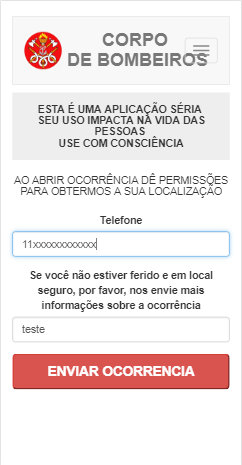 CORPO
DE BOMBEIROS
ESTA É UMA APLICAÇÃO SÉRIA
SEU USO IMPACTA NA VIDA DAS
PESSOAS
USE COM CONSCIÊNCIA
AO ABRIR OCORRÊNCIA DÊ PERMISSÕES
PARA OBTERMOS A SUA LOCALIZAÇÃO
Telefone
11xxxxxxxxxxxx
Se você não estiver ferido e em local
seguro, por favor, nos envie mais
informações sobre a ocorrência
teste
ENVIAR OCORRENCIA